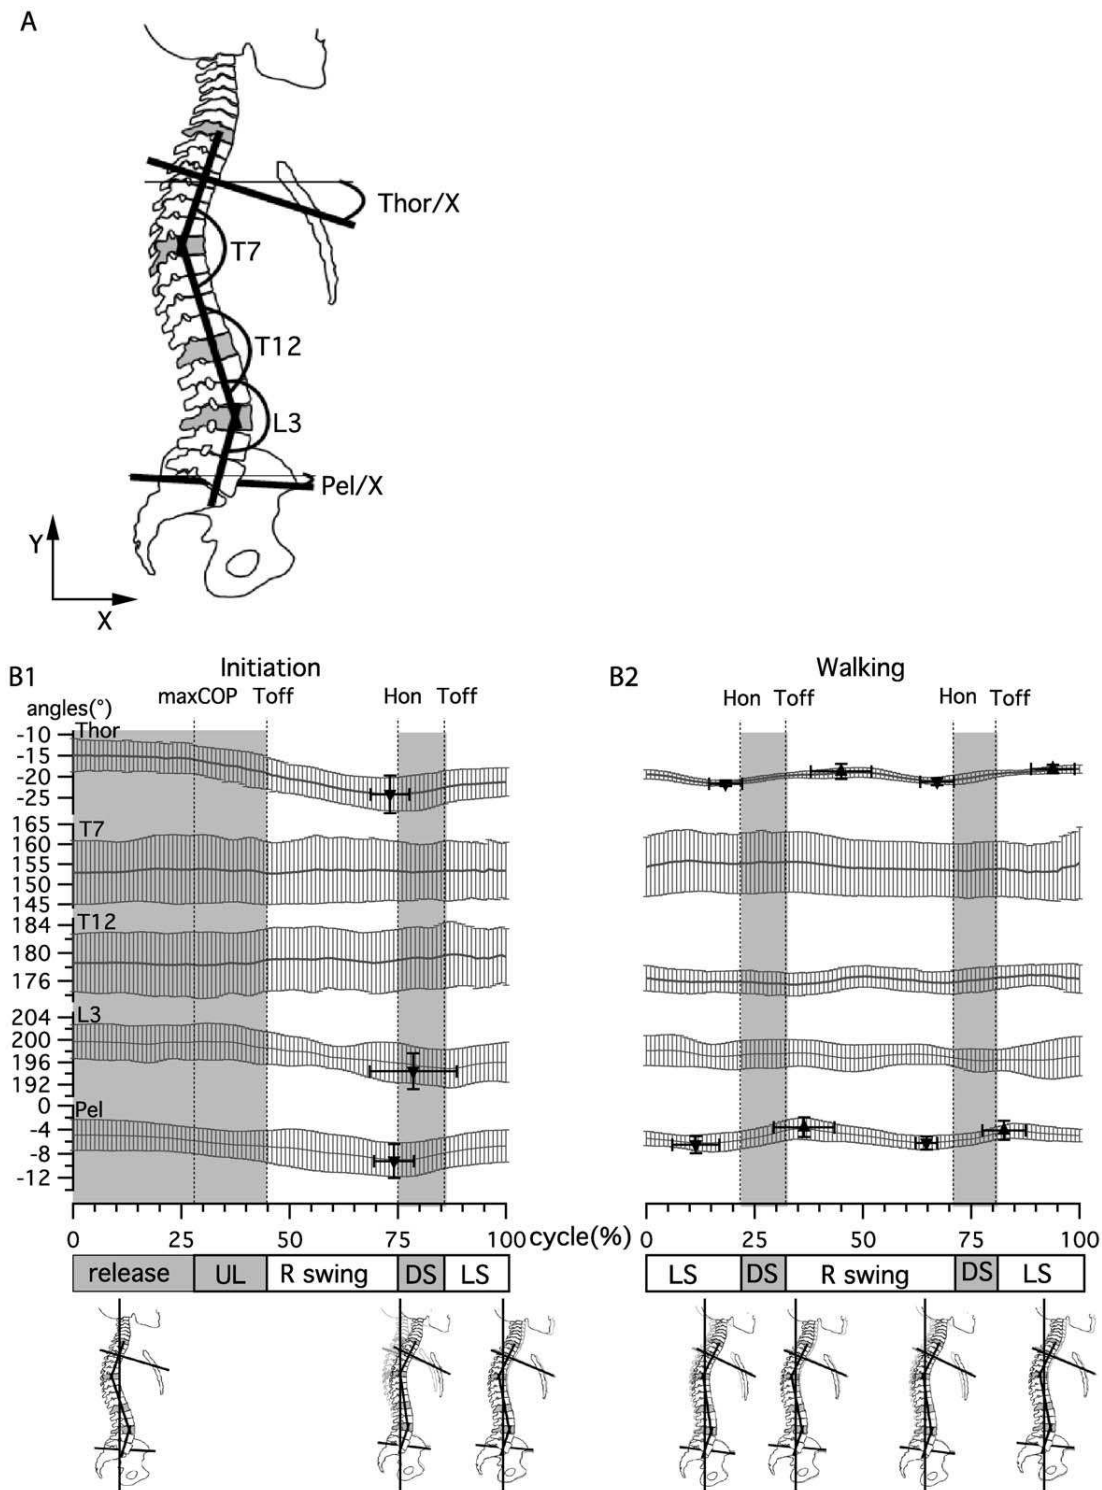 A
Thor/X
T7
T12
L3
Pel/X
Y
X
B1 Initiation
maxCOP Toff Hon Toff
angles(°)
Thor
-10
-15
-20
-25
T7
165
160
155
150
145
T12
184
180
176
L3
204
200
196
192
Pel
0
-4
-8
-12
0 25 50 75 100 cycle(%)
release UL R swing DS LS
B2 Walking
Hon Toff Hon Toff
0 25 50 75 100
LS DS R swing DS LS